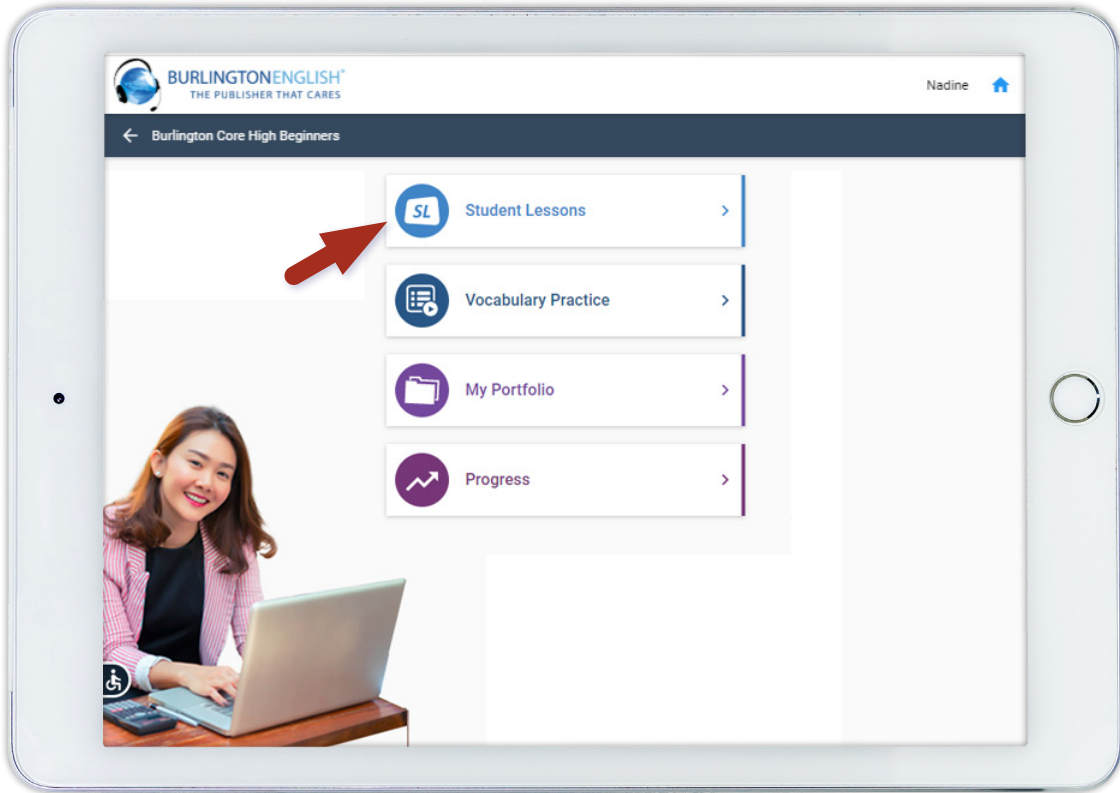 BURLINGTONENGLISH®
THE PUBLISHER THAT CARES
Nadine
Burlington Core High Beginners
SL
Student Lessons
Vocabulary Practice
My Portfolio
Progress